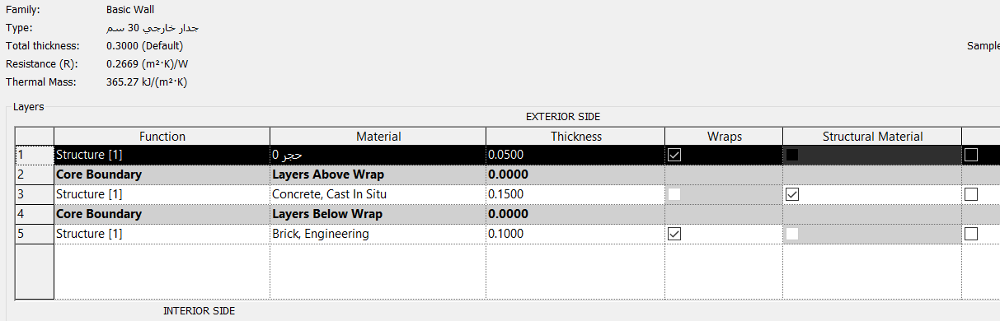 Family: Basic Wall
Type: جدار خارجي 30 سم
Total thickness: 0.3000 (Default)
Sample
Resistance (R): 0.2669 (m²·K)/W
Thermal Mass: 365.27 kJ/(m²·K)
Layers
EXTERIOR SIDE
Function Material Thickness Wraps Structural Material
1 Structure [1] حجر 0 0.0500
2 Core Boundary Layers Above Wrap 0.0000
3 Structure [1] Concrete, Cast In Situ 0.1500
4 Core Boundary Layers Below Wrap 0.0000
5 Structure [1] Brick, Engineering 0.1000
INTERIOR SIDE